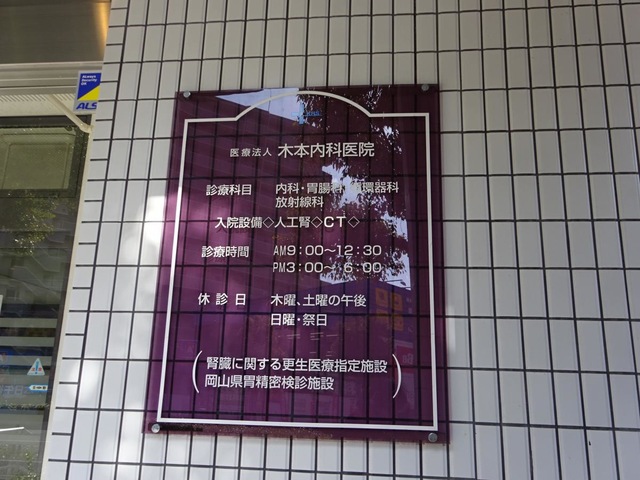 Always
Security
OK
ALS
医療法人 木本内科医院
診療科目 内科・胃腸科・循環器科
放射線科
入院設備◇人工腎◇CT◇
診療時間 AM9:00～12:30
PM3:00～6:00
休診日 木曜、土曜の午後
日曜・祭日
(腎臓に関する更生医療指定施設
岡山県胃精密検診施設)